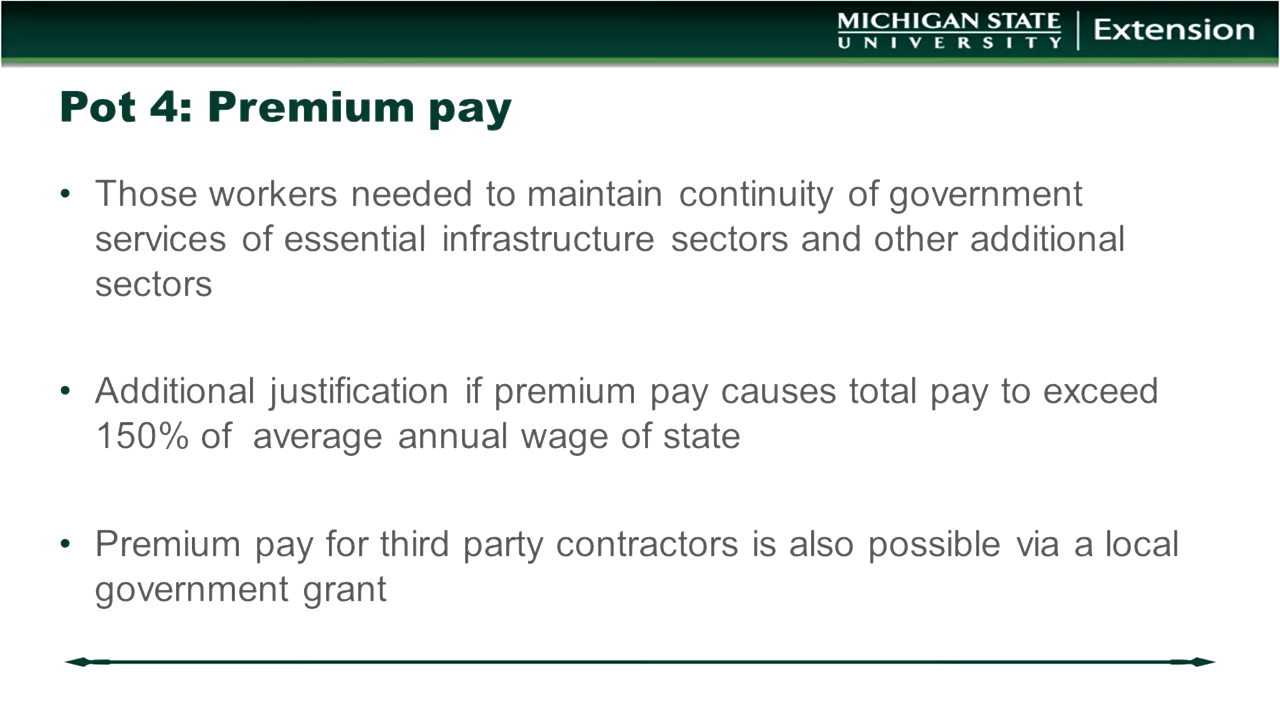 MICHIGAN STATE
UNIVERSITY
Extension
Pot 4: Premium pay
• Those workers needed to maintain continuity of government
services of essential infrastructure sectors and other additional
sectors
• Additional justification if premium pay causes total pay to exceed
150% of average annual wage of state
• Premium pay for third party contractors is also possible via a local
government grant